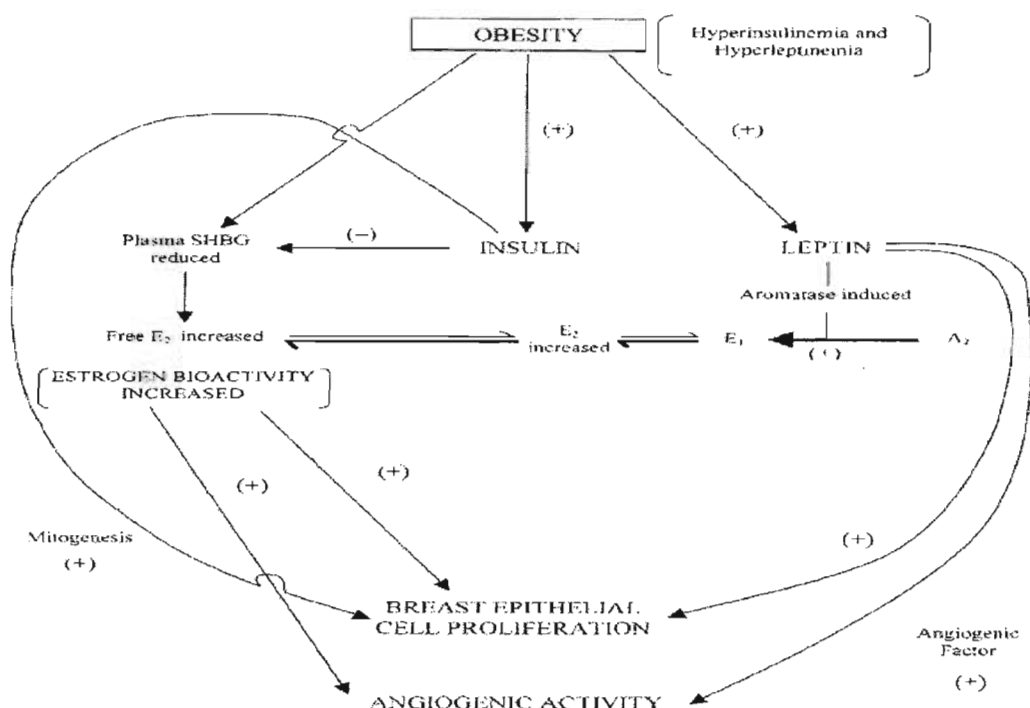 OBESITY
Hyperinsulinemia and
Hyperleptinemia
(+)
(+)
Plasma SHBG
reduced
(−)
INSULIN
LEPTIN
Aromatase induced
Free E₂ increased
E₂
increased
E₁
(+)
ESTROGEN BIOACTIVITY
INCREASED
(+)
(+)
Mitogenesis
(+)
(+)
BREAST EPITHELIAL
CELL PROLIFERATION
Angiogenic
Factor
(+)
ANGIOGENIC ACTIVITY